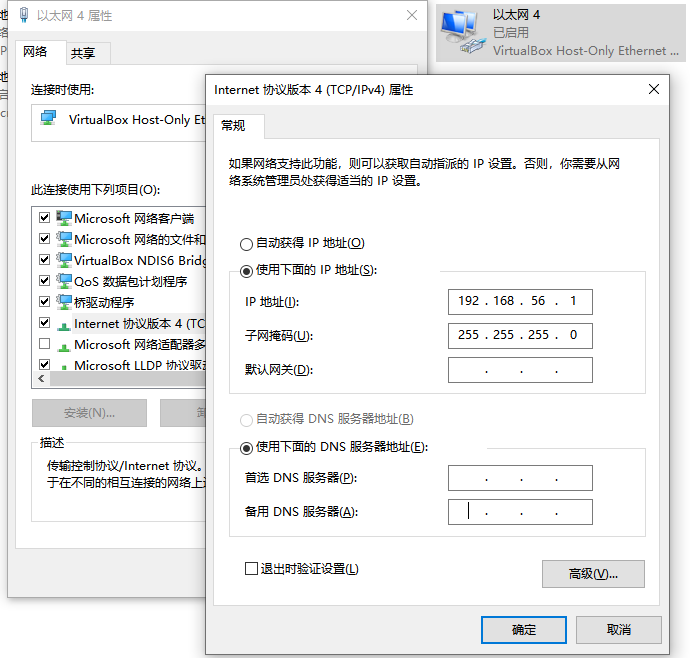 以太网 4 属性
网络
共享
连接时使用:
VirtualBox Host-Only Et
此连接使用下列项目(O):
Microsoft 网络客户端
Microsoft 网络的文件和
VirtualBox NDIS6 Bridg
QoS 数据包计划程序
桥驱动程序
Internet 协议版本 4 (TC
Microsoft 网络适配器多
Microsoft LLDP 协议驱动
安装(N)...
描述
传输控制协议/Internet 协议。
于在不同的相互连接的网络上
以太网 4
已启用
VirtualBox Host-Only Ethernet ...
Internet 协议版本 4 (TCP/IPv4) 属性
常规
如果网络支持此功能，则可以获取自动指派的 IP 设置。否则，你需要从网
络系统管理员处获得适当的 IP 设置。
自动获得 IP 地址(O)
使用下面的 IP 地址(S):
IP 地址(I):
192 . 168 . 56 . 1
子网掩码(U):
255 . 255 . 255 . 0
默认网关(D):
. . .
自动获得 DNS 服务器地址(B)
使用下面的 DNS 服务器地址(E):
首选 DNS 服务器(P):
. . .
备用 DNS 服务器(A):
. . .
退出时验证设置(L)
高级(V)...
确定
取消